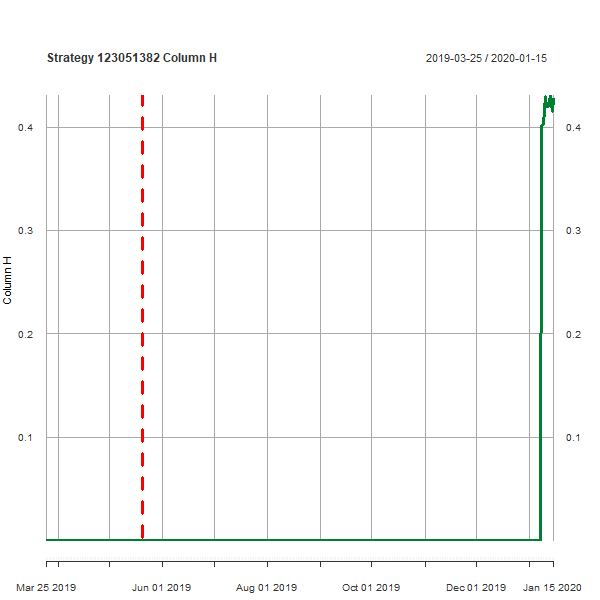 Strategy 123051382 Column H
2019-03-25 / 2020-01-15
0.4
0.4
0.3
0.3
Column H
0.2
0.2
0.1
0.1
Mar 25 2019
Jun 01 2019
Aug 01 2019
Oct 01 2019
Dec 01 2019
Jan 15 2020